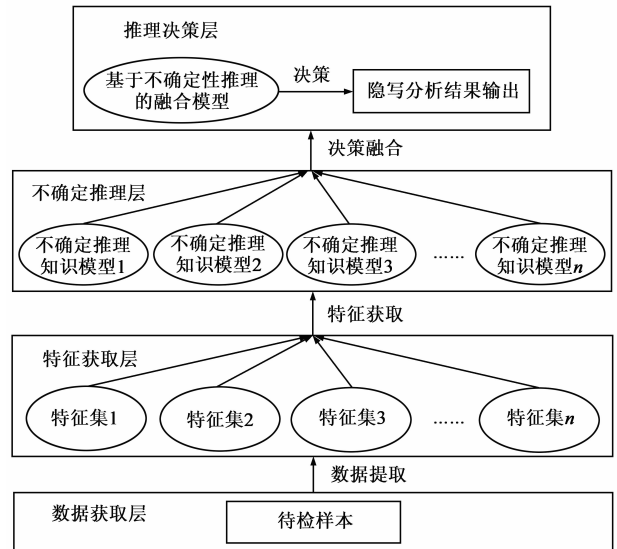 推理决策层
基于不确定性推理
的融合模型
决策
隐写分析结果输出
决策融合
不确定推理层
不确定推理
知识模型1
不确定推理
知识模型2
不确定推理
知识模型3
……
不确定推理
知识模型n
特征获取
特征获取层
特征集1
特征集2
特征集3
……
特征集n
数据提取
数据获取层
待检样本